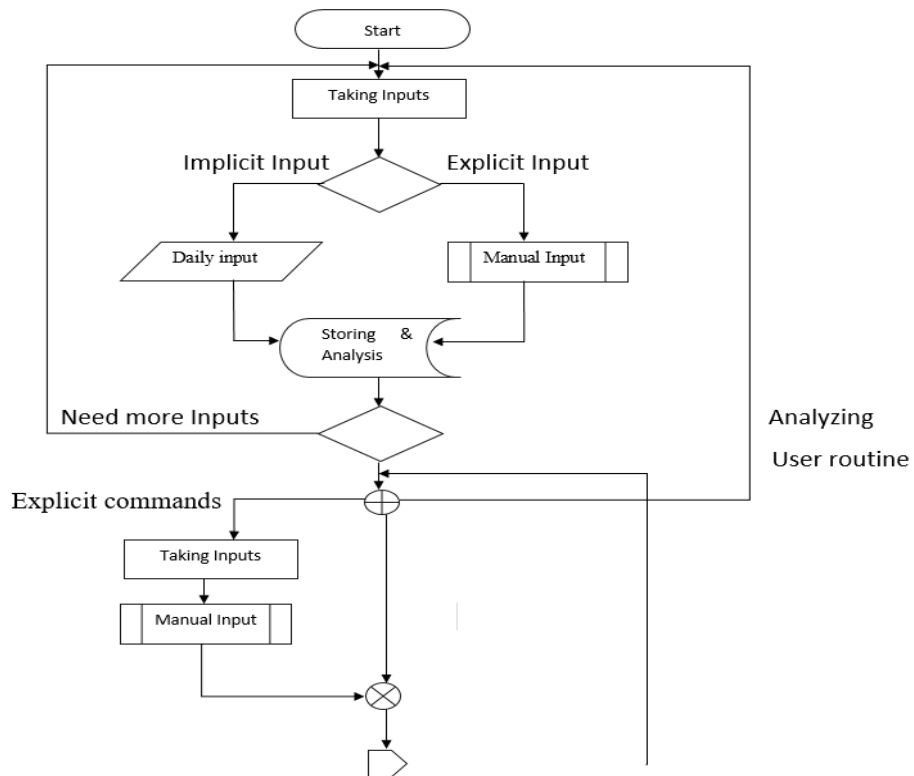 Start
Taking Inputs
Implicit Input
Explicit Input
Daily input
Manual Input
Storing &
Analysis
Need more Inputs
Analyzing
User routine
Explicit commands
Taking Inputs
Manual Input